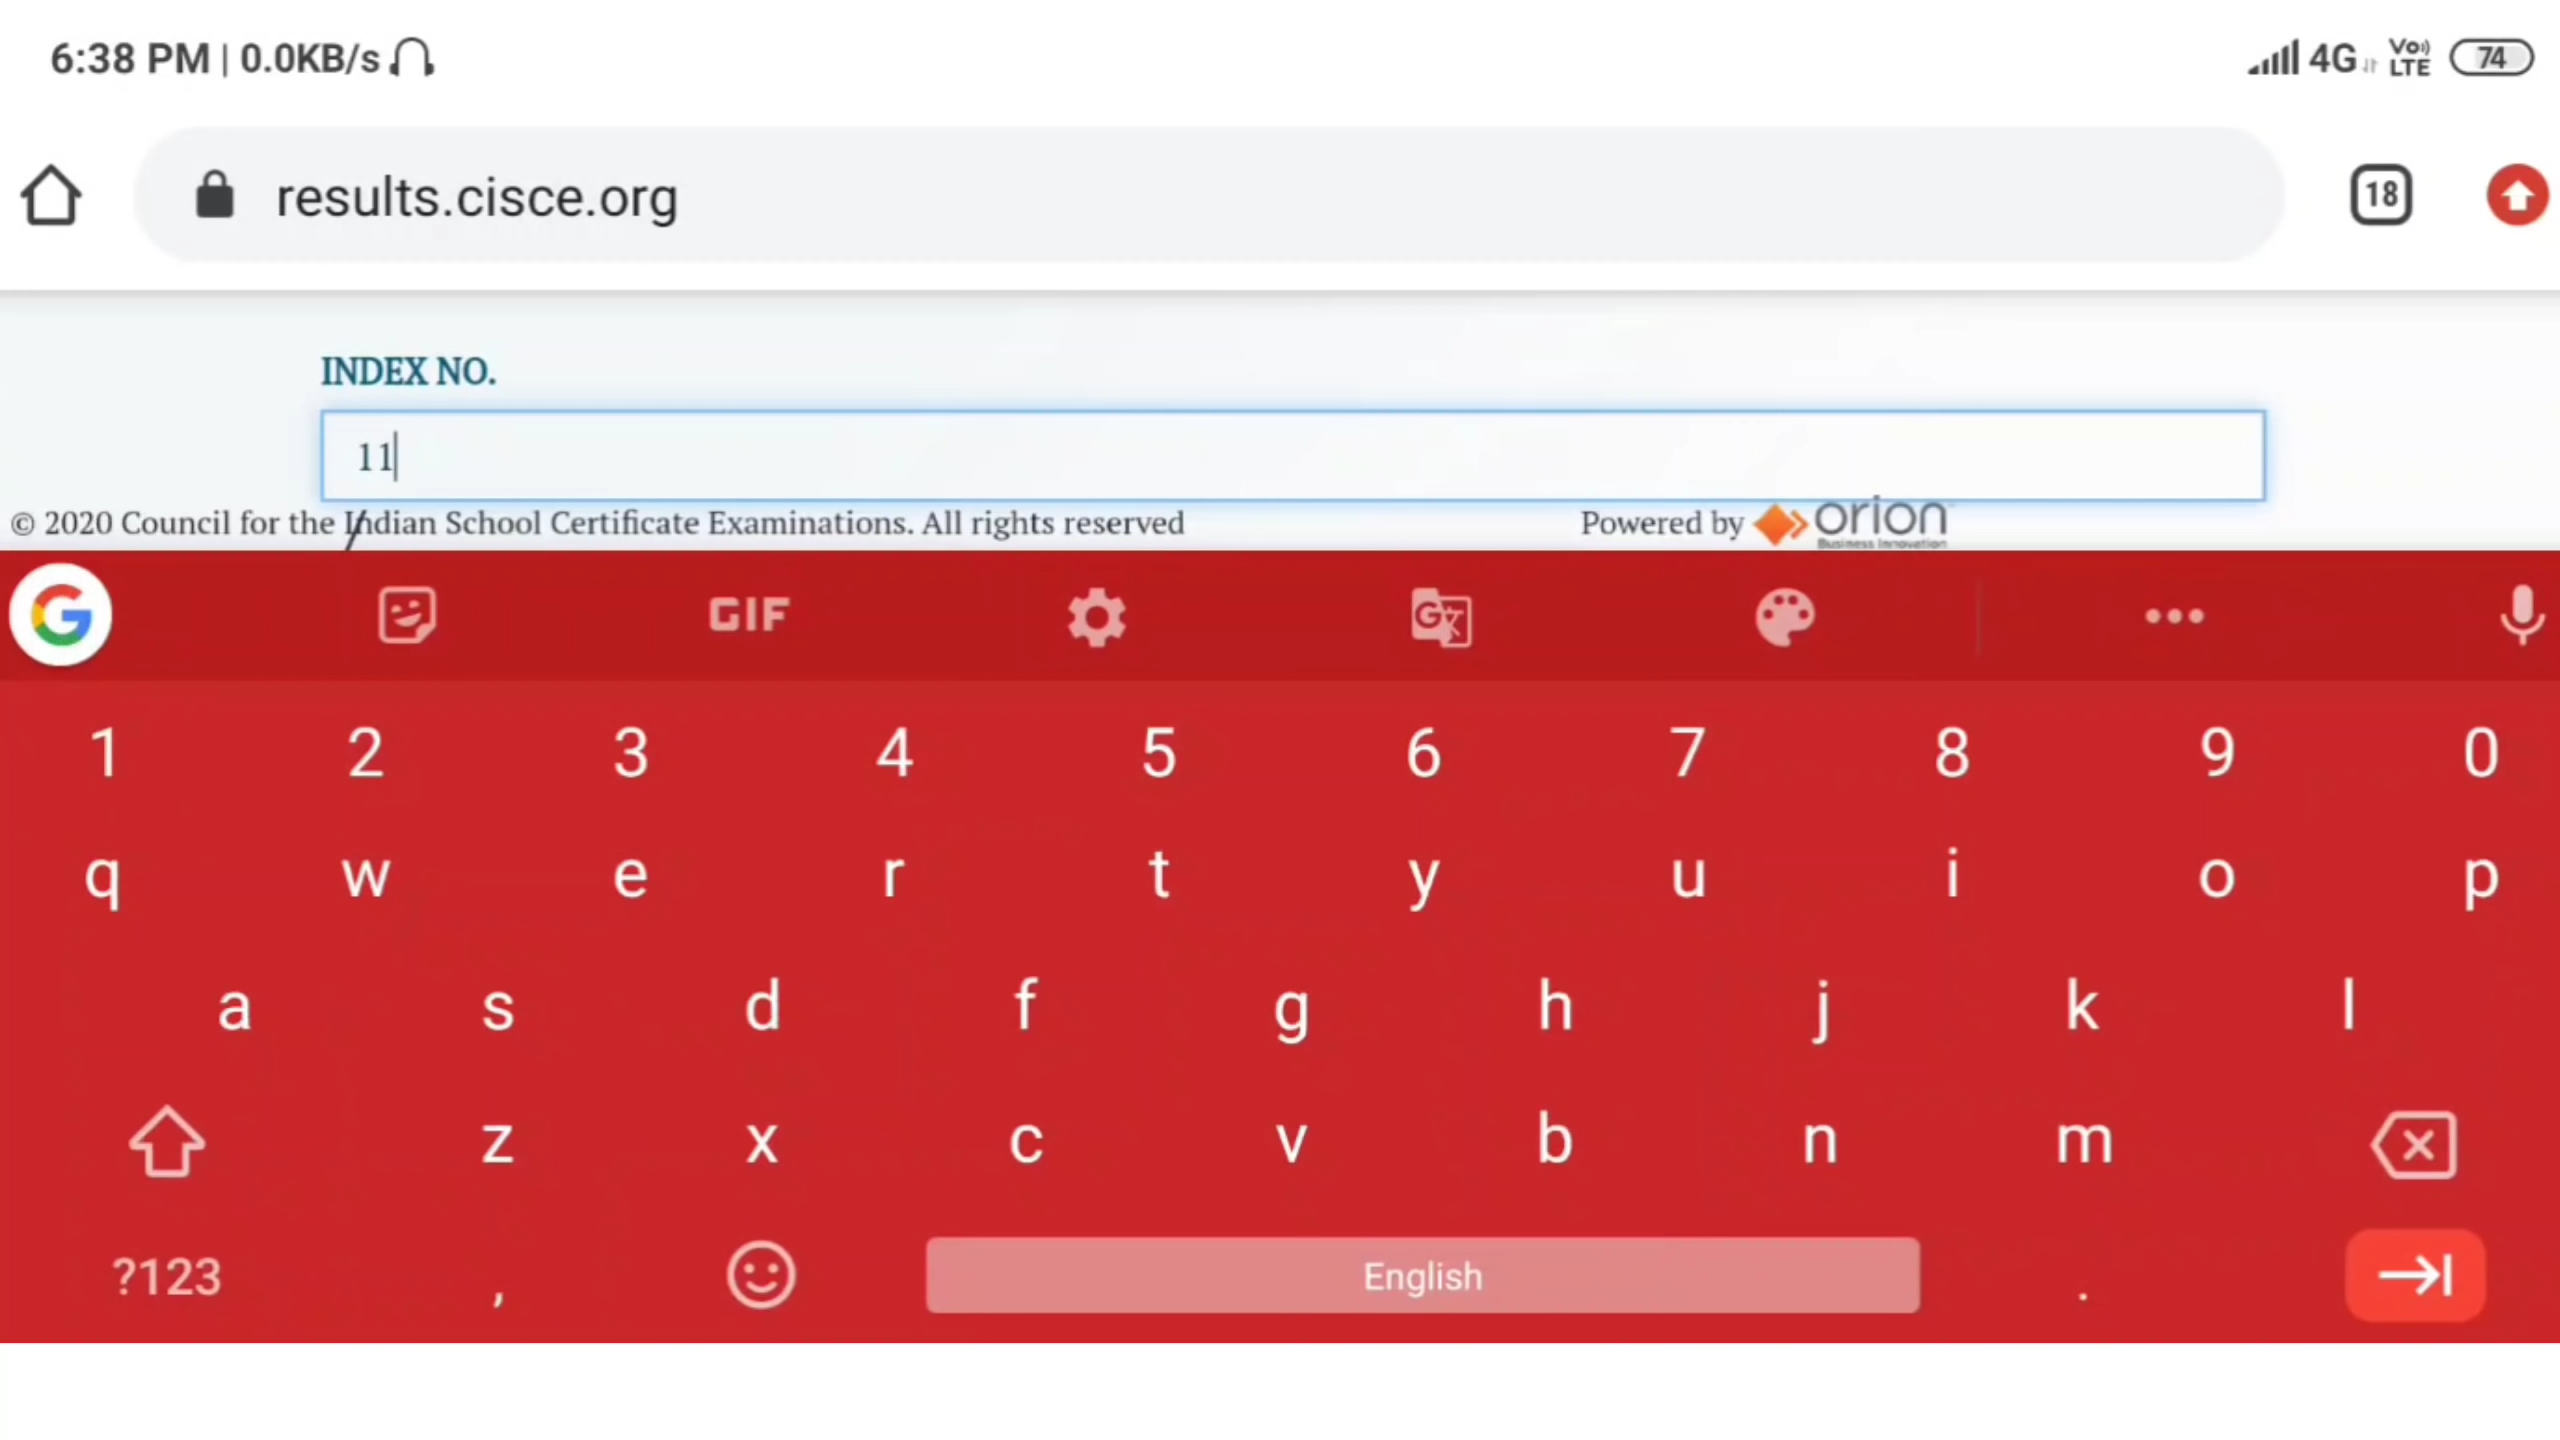 6:38 PM | 0.0KB/s 4G Vo) LTE 74
results.cisce.org 18
INDEX NO.
11
© 2020 Council for the Indian School Certificate Examinations. All rights reserved Powered by orion
Business Innovation
G GIF G
1 2 3 4 5 6 7 8 9 0
q w e r t y u i o p
a s d f g h j k l
z x c v b n m
?123 , English .